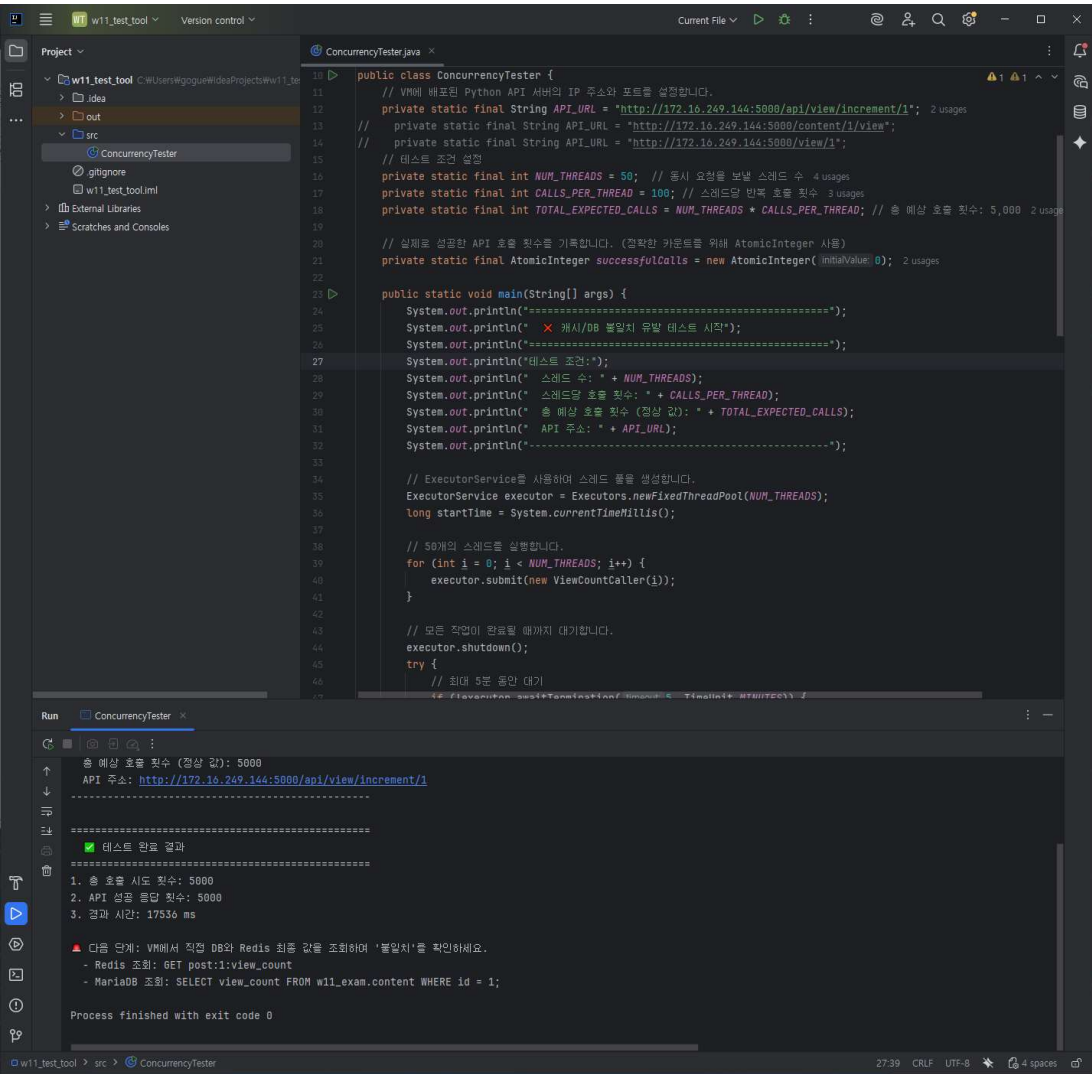 WT w11_test_tool Version control Current File
Project
ConcurrencyTester.java
w11_test_tool C:₩Users₩gogue₩IdeaProjects₩w11_te
.idea
out
src
ConcurrencyTester
.gitignore
w11_test_tool.iml
External Libraries
Scratches and Consoles
1 1
10 public class ConcurrencyTester {
11 // VM에 배포된 Python API 서버의 IP 주소와 포트를 설정합니다.
12 private static final String API_URL = "http://172.16.249.144:5000/api/view/increment/1"; 2 usages
13 // private static final String API_URL = "http://172.16.249.144:5000/content/1/view";
14 // private static final String API_URL = "http://172.16.249.144:5000/view/1";
15 // 테스트 조건 설정
16 private static final int NUM_THREADS = 50; // 동시 요청을 보낼 스레드 수 4 usages
17 private static final int CALLS_PER_THREAD = 100; // 스레드당 반복 호출 횟수 3 usages
18 private static final int TOTAL_EXPECTED_CALLS = NUM_THREADS * CALLS_PER_THREAD; // 총 예상 호출 횟수: 5,000 2 usage
19
20 // 실제로 성공한 API 호출 횟수를 기록합니다. (정확한 카운트를 위해 AtomicInteger 사용)
21 private static final AtomicInteger successfulCalls = new AtomicInteger( initialValue: 0); 2 usages
22
23 public static void main(String[] args) {
24 System.out.println("=================================================");
25 System.out.println(" ❌ 캐시/DB 불일치 유발 테스트 시작");
26 System.out.println("=================================================");
27 System.out.println("테스트 조건:");
28 System.out.println(" 스레드 수: " + NUM_THREADS);
29 System.out.println(" 스레드당 호출 횟수: " + CALLS_PER_THREAD);
30 System.out.println(" 총 예상 호출 횟수 (정상 값): " + TOTAL_EXPECTED_CALLS);
31 System.out.println(" API 주소: " + API_URL);
32 System.out.println("-------------------------------------------------");
33
34 // ExecutorService를 사용하여 스레드 풀을 생성합니다.
35 ExecutorService executor = Executors.newFixedThreadPool(NUM_THREADS);
36 long startTime = System.currentTimeMillis();
37
38 // 50개의 스레드를 실행합니다.
39 for (int i = 0; i < NUM_THREADS; i++) {
40 executor.submit(new ViewCountCaller(i));
41 }
42
43 // 모든 작업이 완료될 때까지 대기합니다.
44 executor.shutdown();
45 try {
46 // 최대 5분 동안 대기
47 if (!executor.awaitTermination( timeout: 5, TimeUnit.MINUTES)) {
Run ConcurrencyTester
총 예상 호출 횟수 (정상 값): 5000
API 주소: http://172.16.249.144:5000/api/view/increment/1
-------------------------------------------------
=================================================
✅ 테스트 완료 결과
=================================================
1. 총 호출 시도 횟수: 5000
2. API 성공 응답 횟수: 5000
3. 경과 시간: 17536 ms
🚨 다음 단계: VM에서 직접 DB와 Redis 최종 값을 조회하여 '불일치'를 확인하세요.
- Redis 조회: GET post:1:view_count
- MariaDB 조회: SELECT view_count FROM w11_exam.content WHERE id = 1;
Process finished with exit code 0
w11_test_tool > src > ConcurrencyTester 27:39 CRLF UTF-8 4 spaces